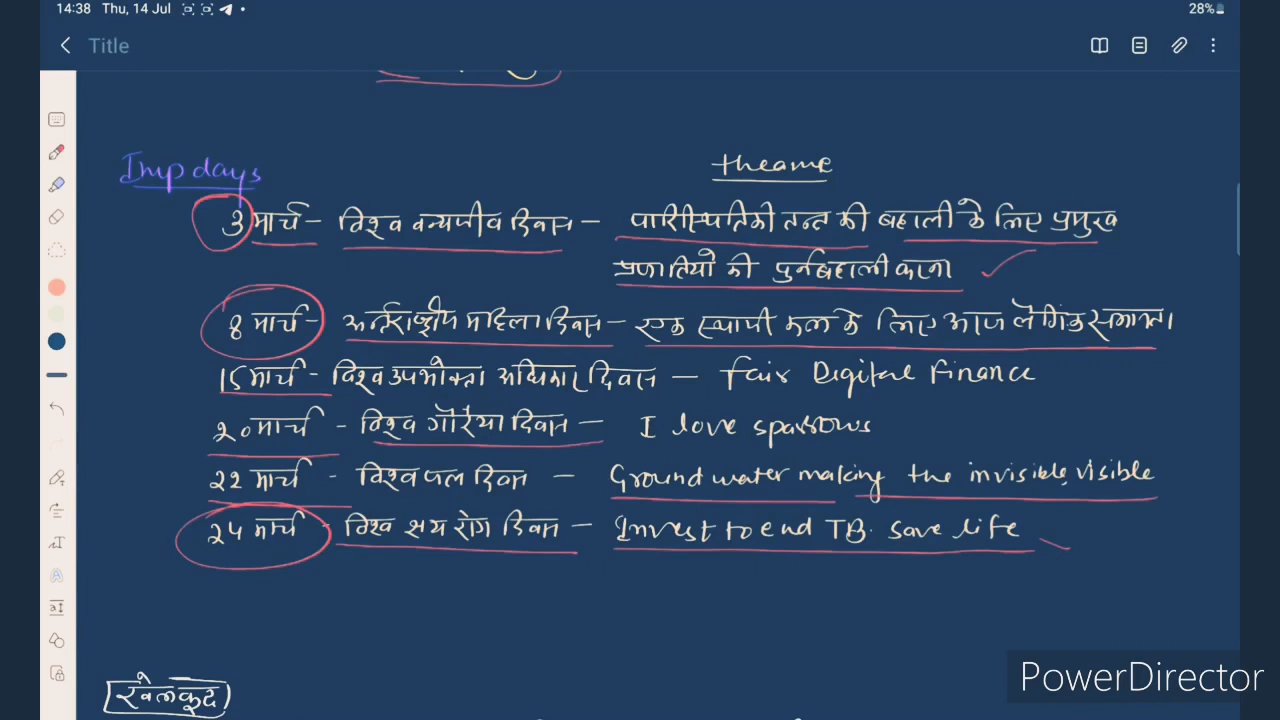 14:38 Thu, 14 Jul
28%
Title
Imp days
theame
3 मार्च - विश्व वन्यजीव दिवस - पारिस्थितिकी तन्त्र की बहाली के लिए प्रमुख
प्रजातियों की पुर्नबहाली करना
8 मार्च - अर्न्तराष्ट्रीय महिला दिवस - एक स्थायी कल के लिए आज लैंगिक समानता
15 मार्च - विश्व उपभोक्ता अधिकार दिवस - fair Digital Finance
20 मार्च - विश्व गौरैया दिवस - I love sparrows
22 मार्च - विश्व जल दिवस - Ground water making the invisible, visible
24 मार्च - विश्व क्षय रोग दिवस - Invest to end TB. save life
खेलकूद
PowerDirector